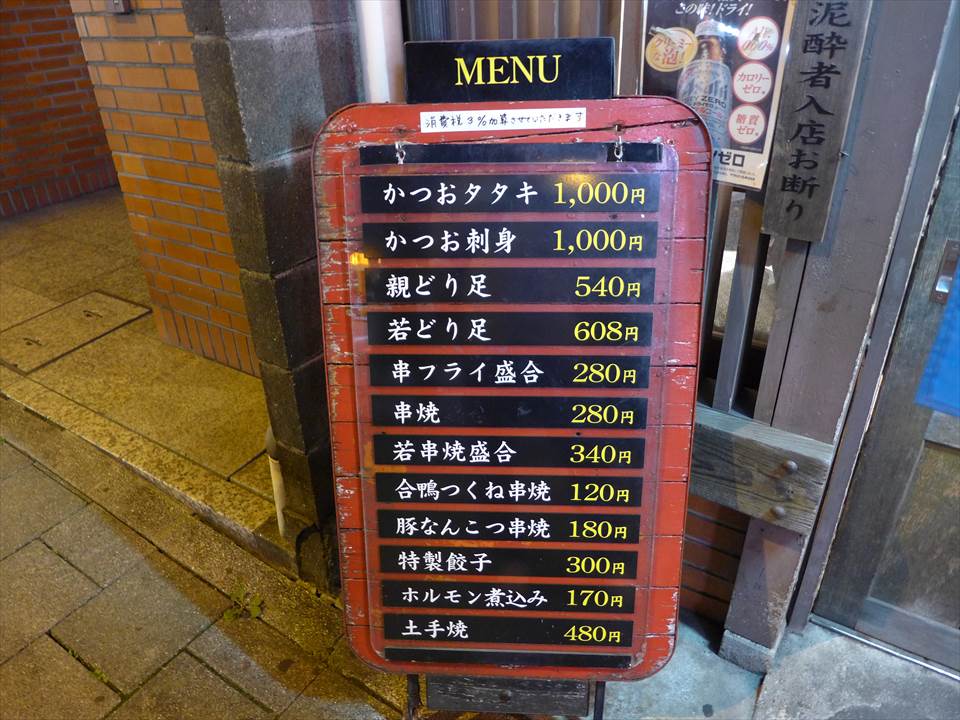 MENU
消費税3%加算させていただきます
かつおタタキ 1,000円
かつお刺身 1,000円
親どり足 540円
若どり足 608円
串フライ盛合 280円
串焼 280円
若串焼盛合 340円
合鴨つくね串焼 120円
豚なんこつ串焼 180円
特製餃子 300円
ホルモン煮込み 170円
土手焼 480円
この味!ドライ!
カロリー
ゼロ。
糖質
ゼロ。
泥酔者入店お断り